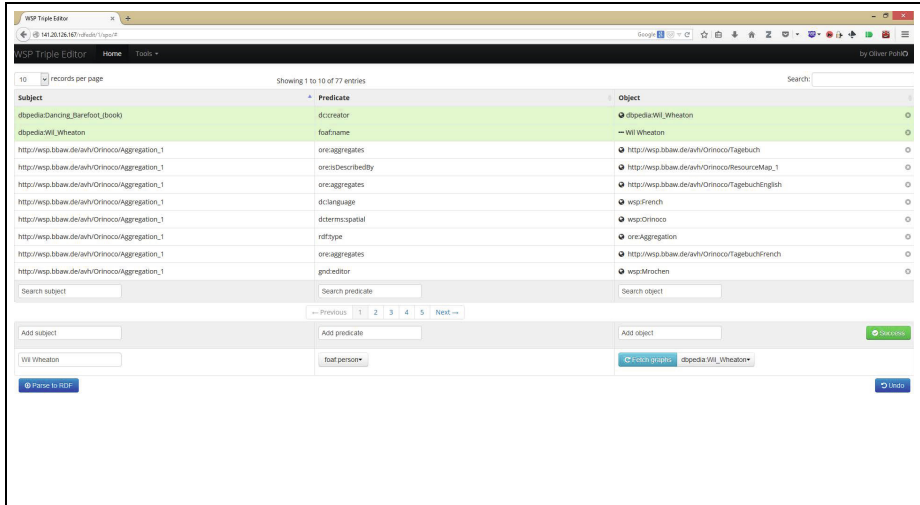 WSP Triple Editor
141.20.126.167/rdfedit/1/spo/#
Google
WSP Triple Editor Home Tools by Oliver Pohl
10 records per page Showing 1 to 10 of 77 entries Search:
Subject Predicate Object
dbpedia:Dancing_Barefoot_(book) dc:creator dbpedia:Wil_Wheaton
dbpedia:Wil_Wheaton foaf:name Wil Wheaton
http://wsp.bbaw.de/avh/Orinoco/Aggregation_1 ore:aggregates http://wsp.bbaw.de/avh/Orinoco/Tagebuch
http://wsp.bbaw.de/avh/Orinoco/Aggregation_1 ore:isDescribedBy http://wsp.bbaw.de/avh/Orinoco/ResourceMap_1
http://wsp.bbaw.de/avh/Orinoco/Aggregation_1 ore:aggregates http://wsp.bbaw.de/avh/Orinoco/TagebuchEnglish
http://wsp.bbaw.de/avh/Orinoco/Aggregation_1 dc:language wsp:French
http://wsp.bbaw.de/avh/Orinoco/Aggregation_1 dcterms:spatial wsp:Orinoco
http://wsp.bbaw.de/avh/Orinoco/Aggregation_1 rdf:type ore:Aggregation
http://wsp.bbaw.de/avh/Orinoco/Aggregation_1 ore:aggregates http://wsp.bbaw.de/avh/Orinoco/TagebuchFrench
http://wsp.bbaw.de/avh/Orinoco/Aggregation_1 gnd:editor wsp:Mrochen
Search subject Search predicate Search object
← Previous 1 2 3 4 5 Next →
Add subject Add predicate Add object Success
Wil Wheaton foaf:person Fetch graphs dbpedia:Wil_Wheaton
Parse to RDF Undo